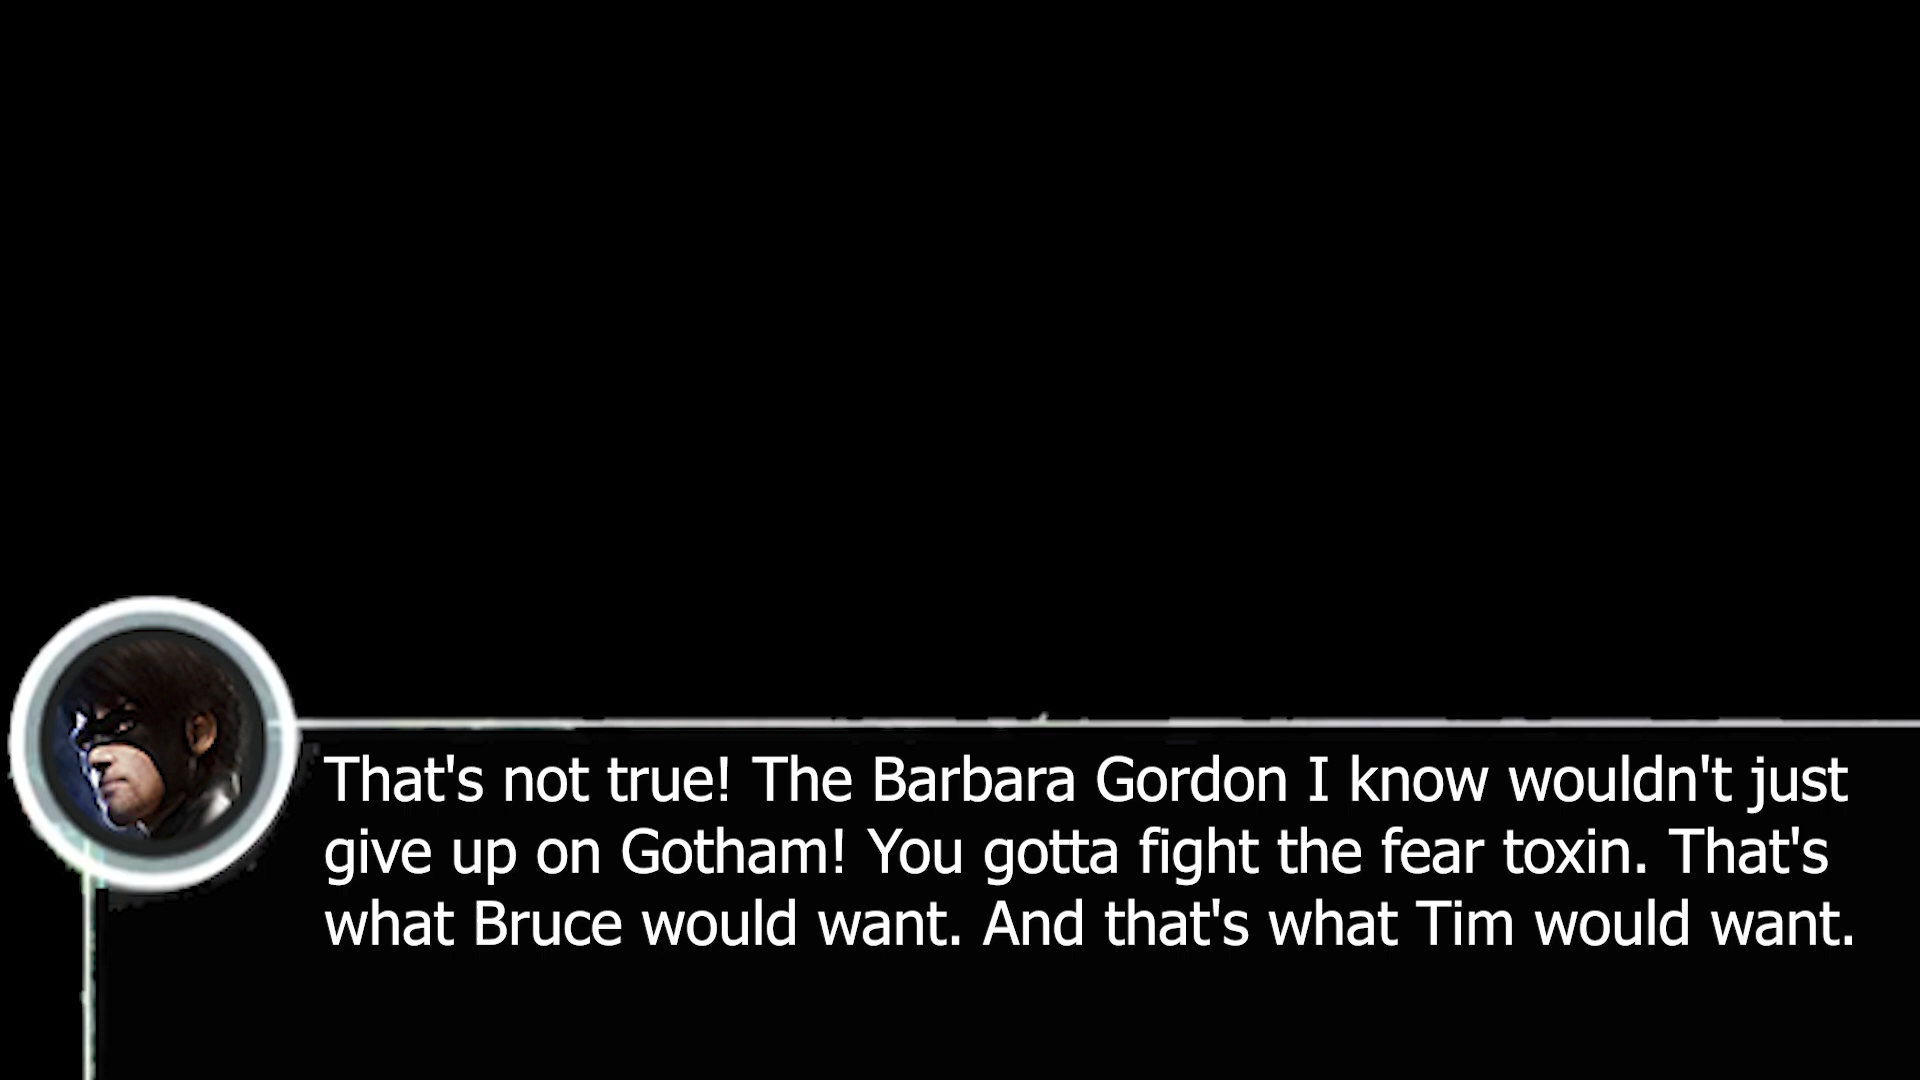 That's not true! The Barbara Gordon I know wouldn't just
give up on Gotham! You gotta fight the fear toxin. That's
what Bruce would want. And that's what Tim would want.